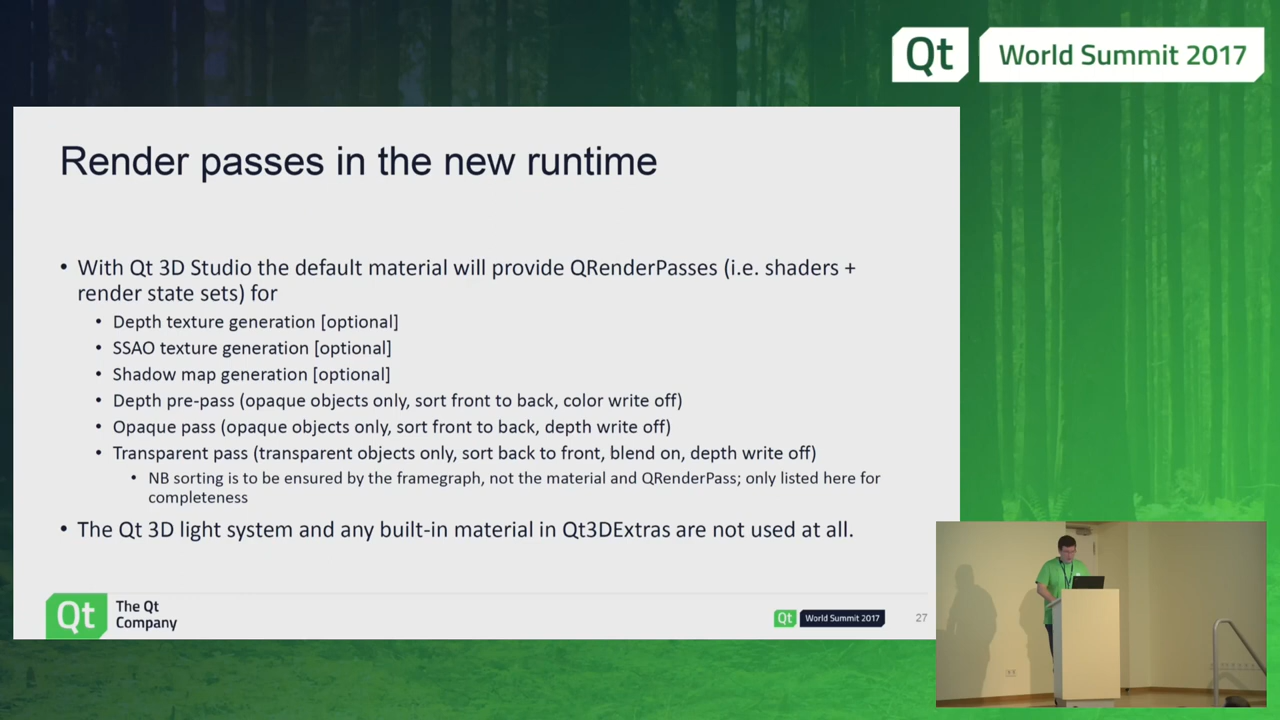 Qt World Summit 2017
Render passes in the new runtime
• With Qt 3D Studio the default material will provide QRenderPasses (i.e. shaders +
render state sets) for
• Depth texture generation [optional]
• SSAO texture generation [optional]
• Shadow map generation [optional]
• Depth pre-pass (opaque objects only, sort front to back, color write off)
• Opaque pass (opaque objects only, sort front to back, depth write off)
• Transparent pass (transparent objects only, sort back to front, blend on, depth write off)
• NB sorting is to be ensured by the framegraph, not the material and QRenderPass; only listed here for
completeness
• The Qt 3D light system and any built-in material in Qt3DExtras are not used at all.
Qt The Qt
Company
Qt World Summit 2017
27